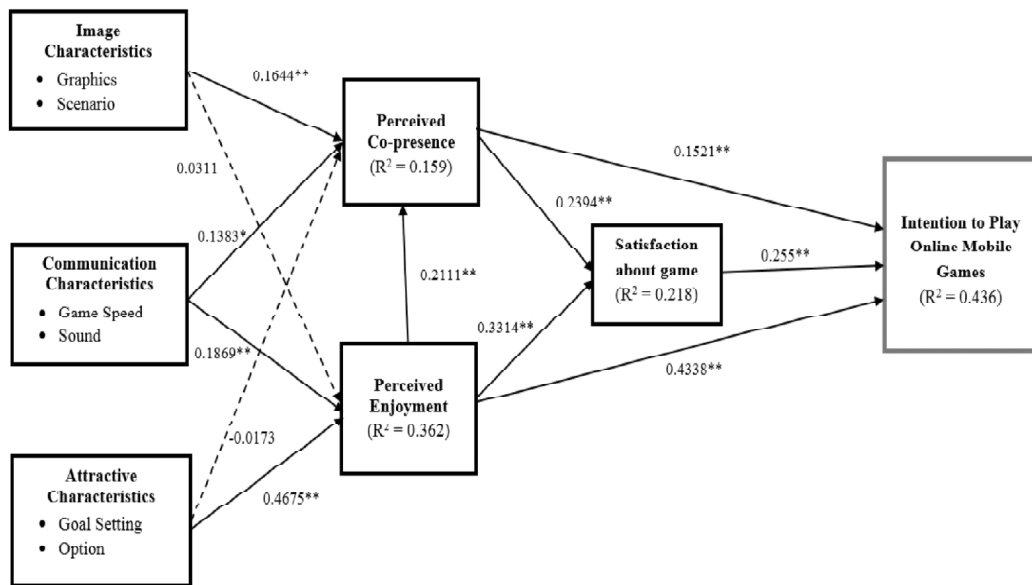 Image
Characteristics
• Graphics
• Scenario
0.1644**
Perceived
Co-presence
(R² = 0.159)
0.0311
0.1521**
0.1383*
0.2394**
Communication
Characteristics
• Game Speed
• Sound
0.2111**
Satisfaction
about game
(R² = 0.218)
0.255**
Intention to Play
Online Mobile
Games
(R² = 0.436)
0.1869**
0.3314**
Perceived
Enjoyment
(R² = 0.362)
0.4338**
-0.0173
Attractive
Characteristics
• Goal Setting
• Option
0.4675**